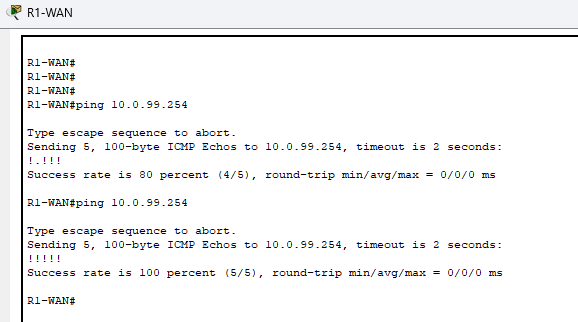 R1-WAN
R1-WAN#
R1-WAN#
R1-WAN#
R1-WAN#ping 10.0.99.254
Type escape sequence to abort.
Sending 5, 100-byte ICMP Echos to 10.0.99.254, timeout is 2 seconds:
!.!!!
Success rate is 80 percent (4/5), round-trip min/avg/max = 0/0/0 ms
R1-WAN#ping 10.0.99.254
Type escape sequence to abort.
Sending 5, 100-byte ICMP Echos to 10.0.99.254, timeout is 2 seconds:
!!!!!
Success rate is 100 percent (5/5), round-trip min/avg/max = 0/0/0 ms
R1-WAN#